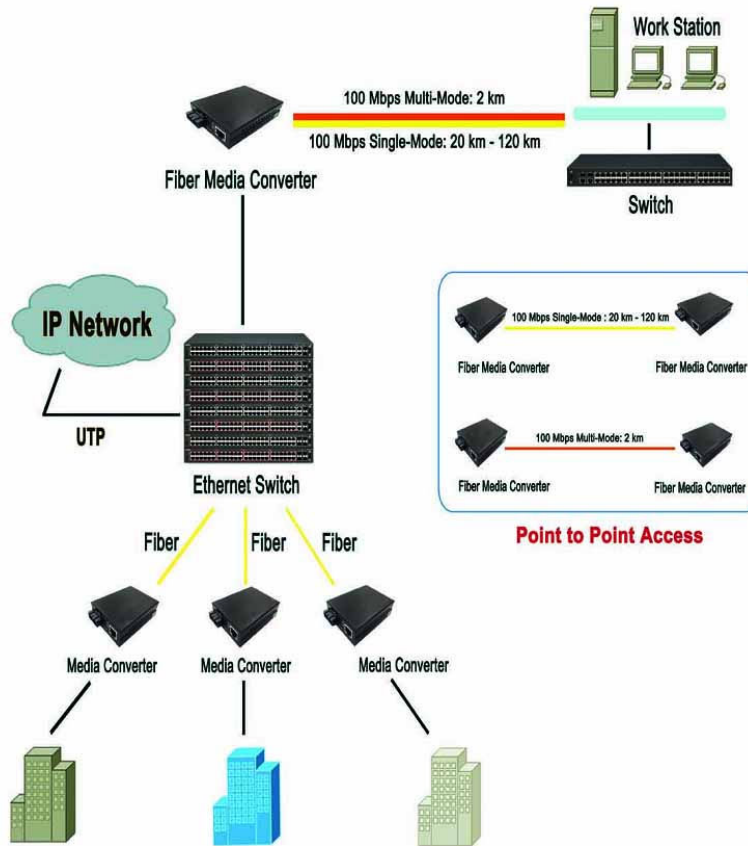 Work Station
100 Mbps Multi-Mode: 2 km
100 Mbps Single-Mode: 20 km - 120 km
Fiber Media Converter
Switch
IP Network
UTP
Ethernet Switch
100 Mbps Single-Mode : 20 km - 120 km
Fiber Media Converter
Fiber Media Converter
100 Mbps Multi-Mode: 2 km
Fiber Media Converter
Fiber Media Converter
Point to Point Access
Fiber
Fiber
Fiber
Media Converter
Media Converter
Media Converter